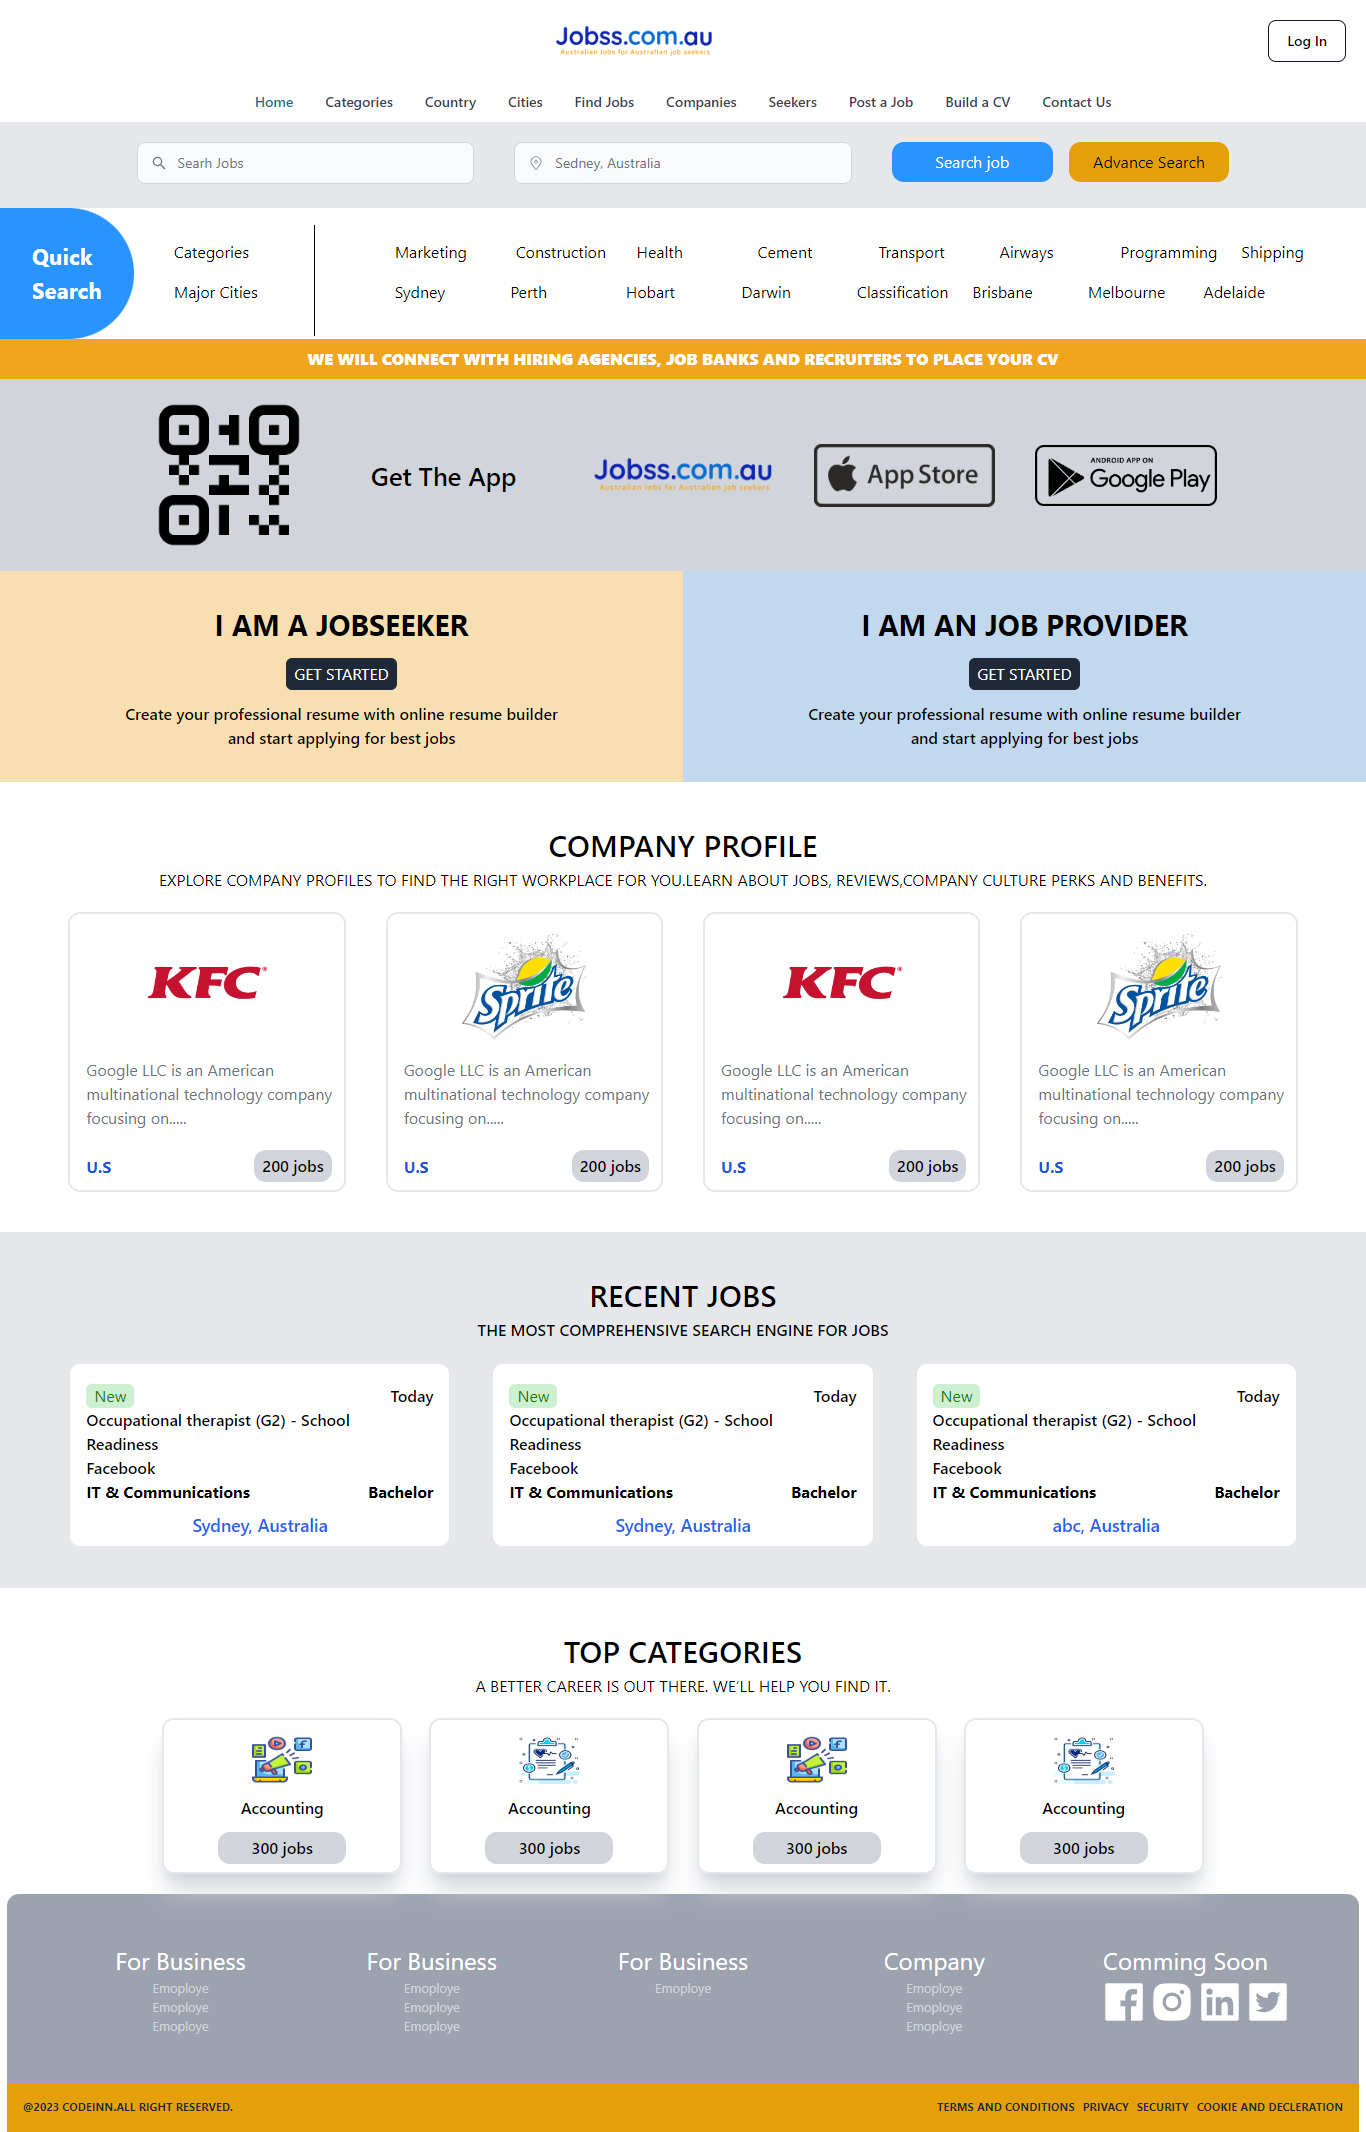 Jobss.com.au
Australian Jobs for Australian job seekers
Log In
Home Categories Country Cities Find Jobs Companies Seekers Post a Job Build a CV Contact Us
Searh Jobs Sedney, Australia Search job Advance Search
Quick
Search
Categories Marketing Construction Health Cement Transport Airways Programming Shipping
Major Cities Sydney Perth Hobart Darwin Classification Brisbane Melbourne Adelaide
WE WILL CONNECT WITH HIRING AGENCIES, JOB BANKS AND RECRUITERS TO PLACE YOUR CV
Get The App
Jobss.com.au
Australian Jobs for Australian job seekers
App Store
ANDROID APP ON
Google Play
I AM A JOBSEEKER
GET STARTED
Create your professional resume with online resume builder
and start applying for best jobs
I AM AN JOB PROVIDER
GET STARTED
Create your professional resume with online resume builder
and start applying for best jobs
COMPANY PROFILE
EXPLORE COMPANY PROFILES TO FIND THE RIGHT WORKPLACE FOR YOU.LEARN ABOUT JOBS, REVIEWS,COMPANY CULTURE PERKS AND BENEFITS.
KFC
Google LLC is an American
multinational technology company
focusing on.....
U.S 200 jobs
Sprite
Google LLC is an American
multinational technology company
focusing on.....
U.S 200 jobs
KFC
Google LLC is an American
multinational technology company
focusing on.....
U.S 200 jobs
Sprite
Google LLC is an American
multinational technology company
focusing on.....
U.S 200 jobs
RECENT JOBS
THE MOST COMPREHENSIVE SEARCH ENGINE FOR JOBS
New Today
Occupational therapist (G2) - School
Readiness
Facebook
IT & Communications Bachelor
Sydney, Australia
New Today
Occupational therapist (G2) - School
Readiness
Facebook
IT & Communications Bachelor
Sydney, Australia
New Today
Occupational therapist (G2) - School
Readiness
Facebook
IT & Communications Bachelor
abc, Australia
TOP CATEGORIES
A BETTER CAREER IS OUT THERE. WE'LL HELP YOU FIND IT.
Accounting
300 jobs
Accounting
300 jobs
Accounting
300 jobs
Accounting
300 jobs
For Business
Emoploye
Emoploye
Emoploye
For Business
Emoploye
Emoploye
Emoploye
For Business
Emoploye
Company
Emoploye
Emoploye
Emoploye
Comming Soon
@2023 CODEINN.ALL RIGHT RESERVED.
TERMS AND CONDITIONS PRIVACY SECURITY COOKIE AND DECLERATION